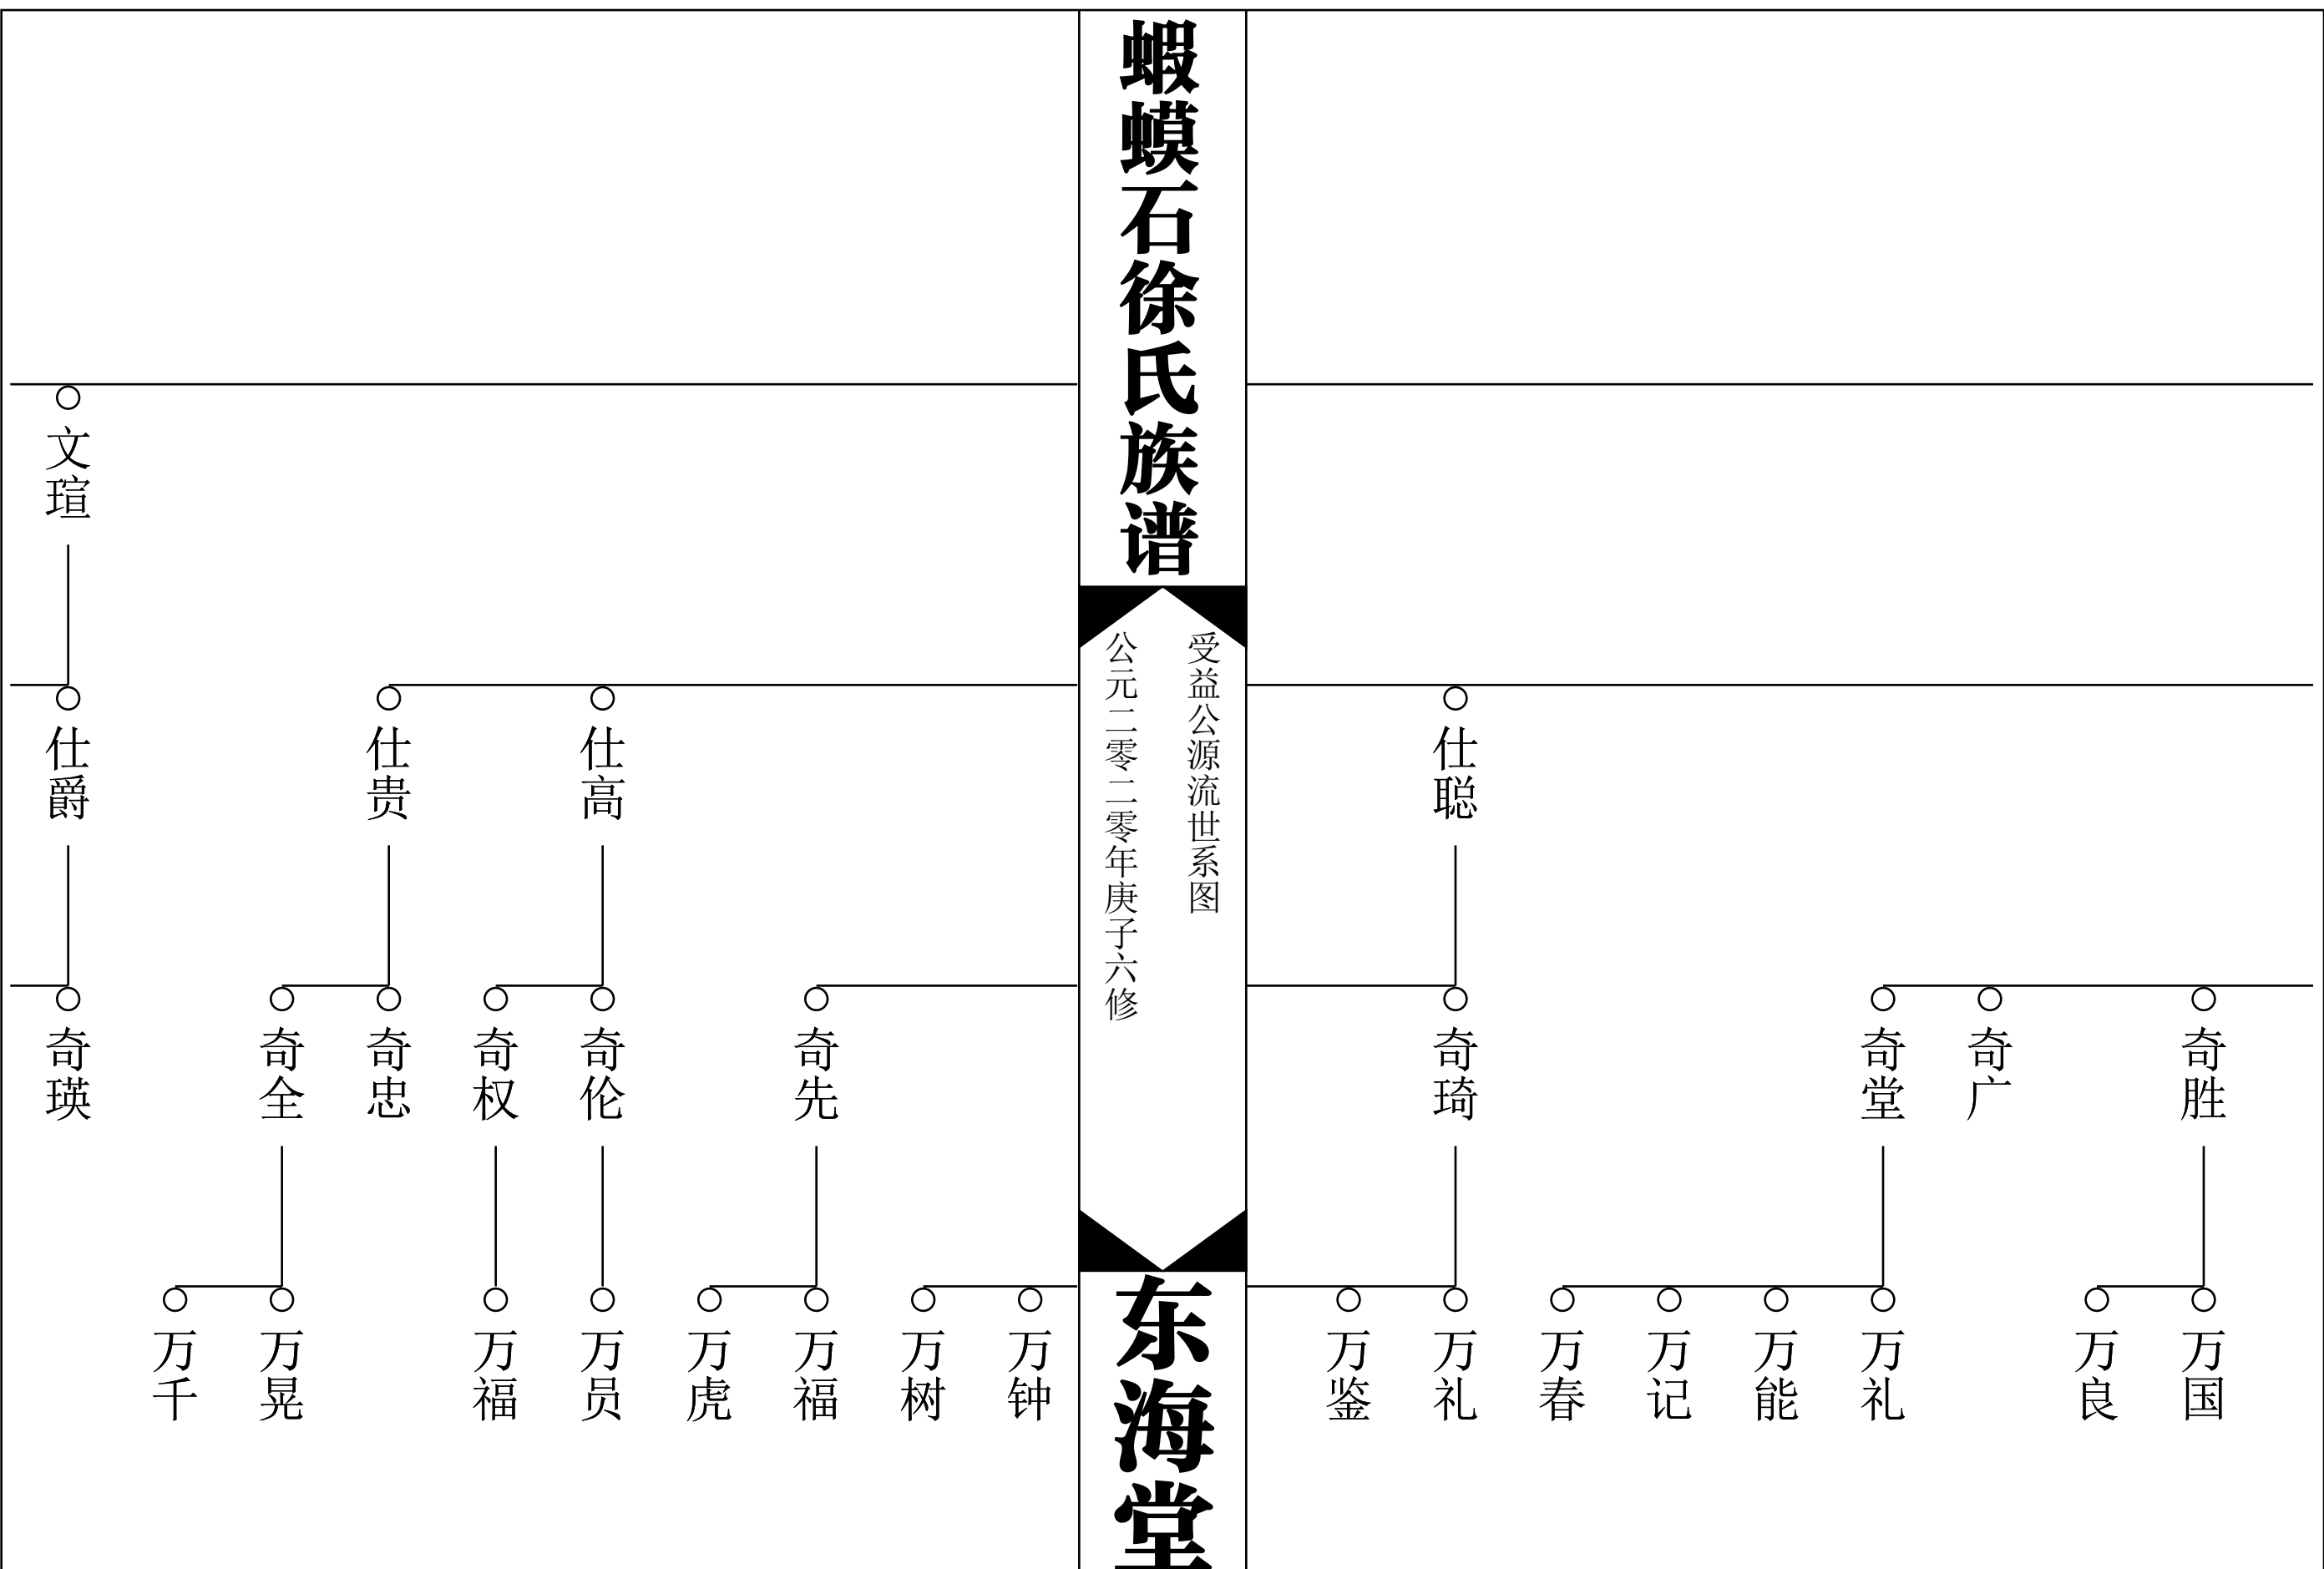 蝦蟆石徐氏族谱
受益公源流世系图
公元二零二零年庚子六修
东海堂
仕聪
奇胜
奇广
奇堂
奇琦
万国
万良
万礼
万能
万记
万春
万礼
万鉴
文瑄
仕高
仕贵
仕爵
奇先
奇伦
奇权
奇忠
奇全
奇瑛
万钟
万树
万福
万虎
万员
万福
万晃
万千